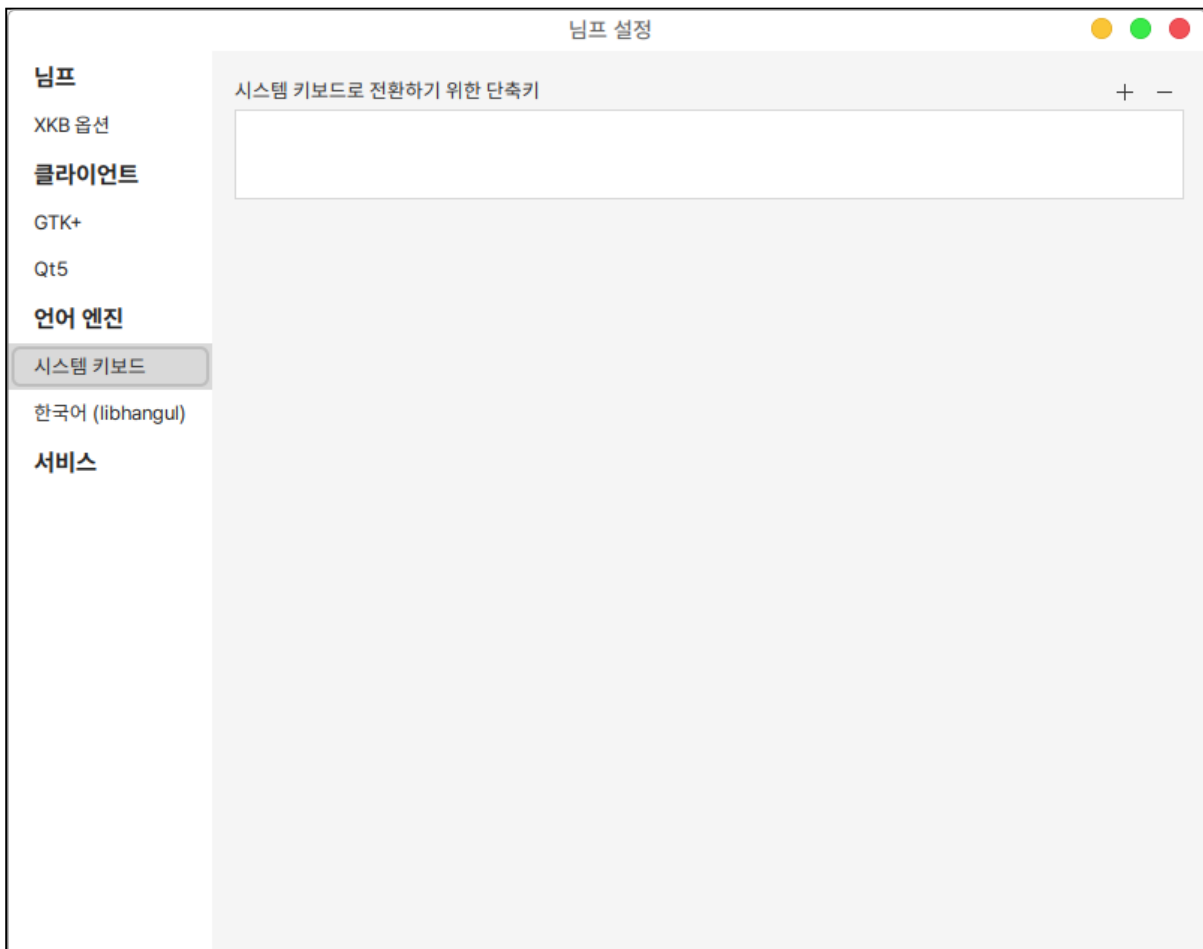 님프 설정
님프
XKB 옵션
클라이언트
GTK+
Qt5
언어 엔진
시스템 키보드
한국어 (libhangul)
서비스
시스템 키보드로 전환하기 위한 단축키